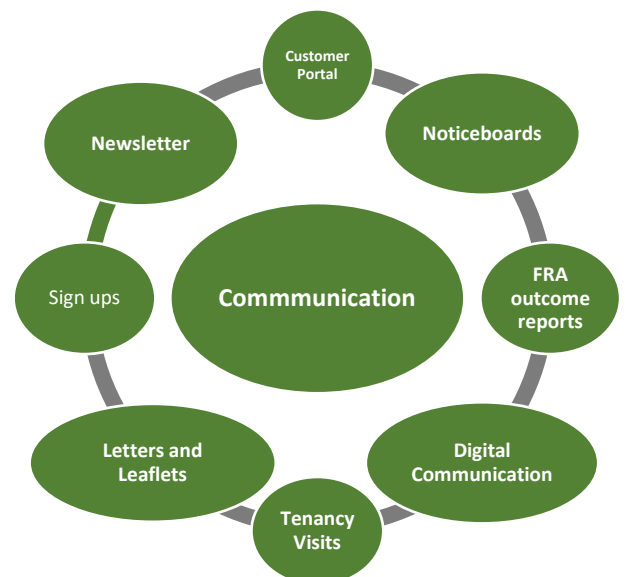 Customer
Portal
Newsletter
Noticeboards
Sign ups
Commmunication
FRA
outcome
reports
Letters and
Leaflets
Digital
Communication
Tenancy
Visits